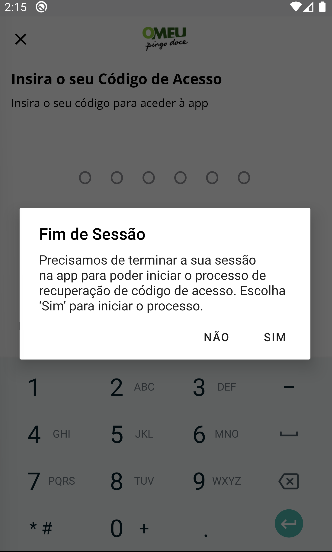 2:15
O MEU
pingo doce
Insira o seu Código de Acesso
Insira o seu código para aceder à app
Fim de Sessão
Precisamos de terminar a sua sessão
na app para poder iniciar o processo de
recuperação de código de acesso. Escolha
'Sim' para iniciar o processo.
NÃO SIM
1 2 ABC 3 DEF –
4 GHI 5 JKL 6 MNO
7 PQRS 8 TUV 9 WXYZ
* # 0 + .